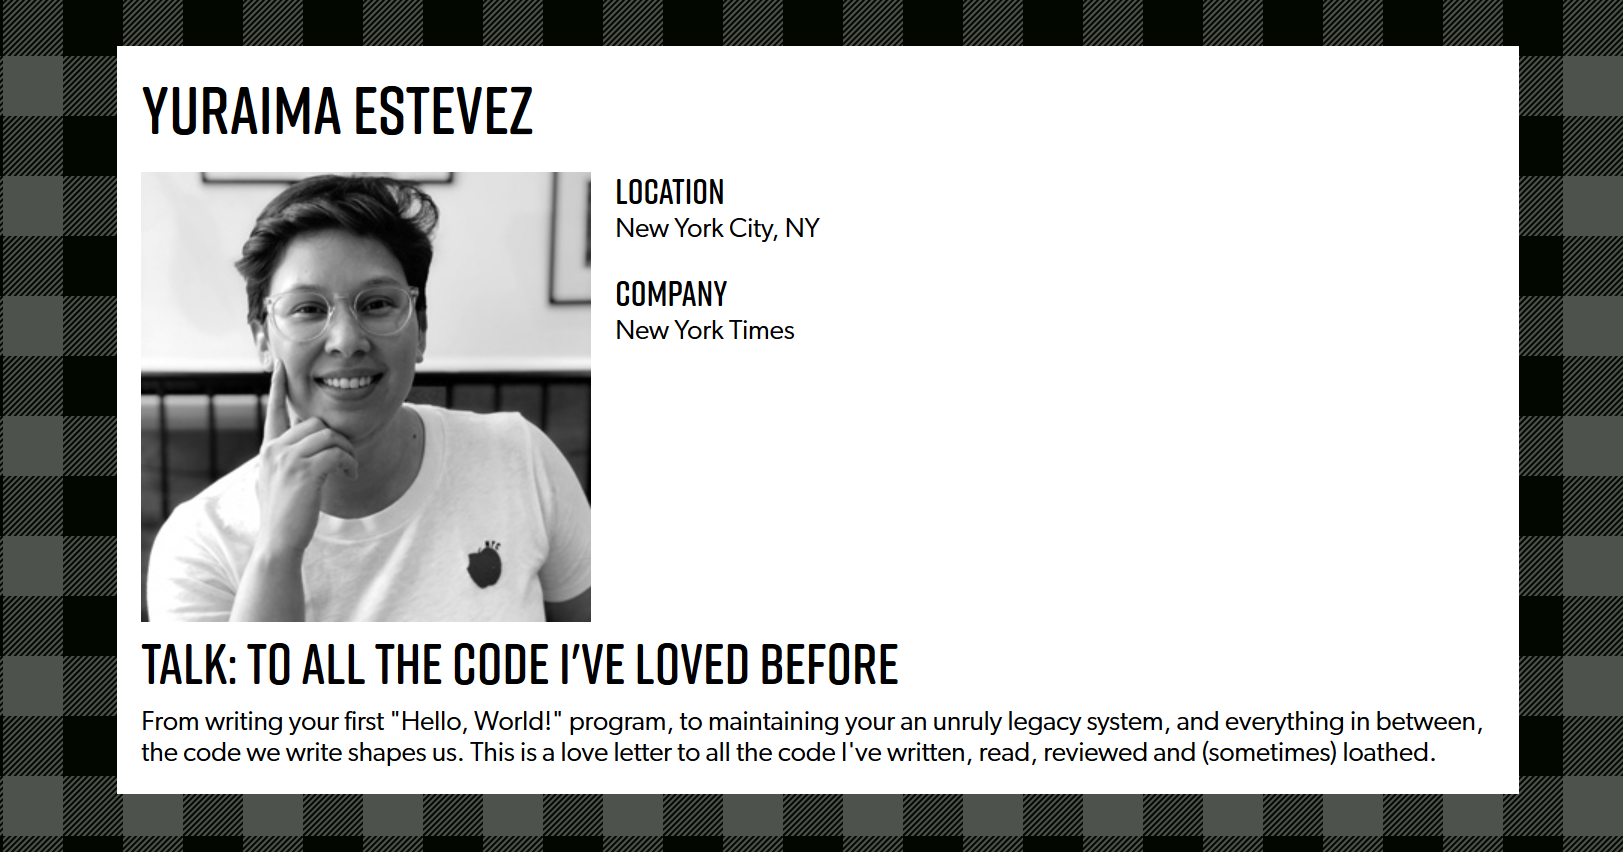 YURAIMA ESTEVEZ
LOCATION
New York City, NY
COMPANY
New York Times
NYC
TALK: TO ALL THE CODE I'VE LOVED BEFORE
From writing your first "Hello, World!" program, to maintaining your an unruly legacy system, and everything in between,
the code we write shapes us. This is a love letter to all the code I've written, read, reviewed and (sometimes) loathed.